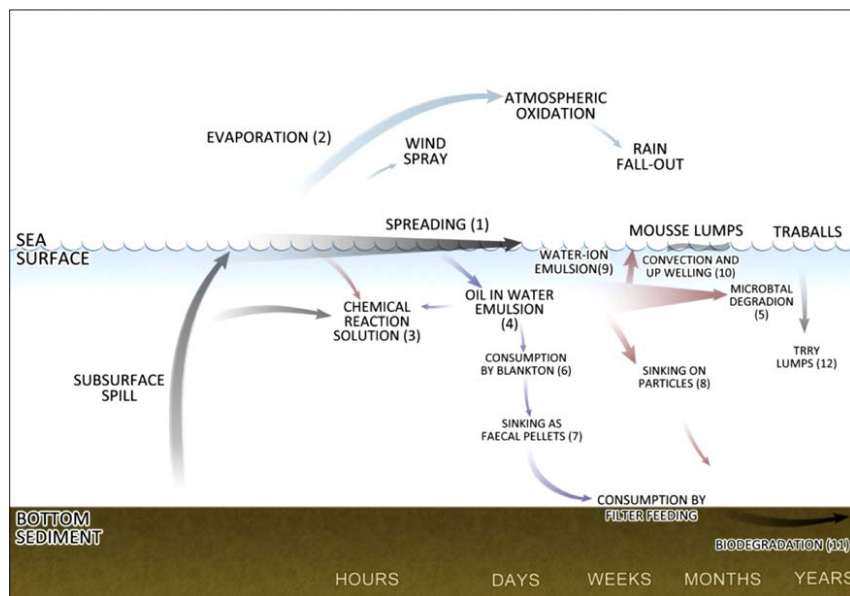 ATMOSPHERIC
OXIDATION
EVAPORATION (2)
WIND
SPRAY
RAIN
FALL-OUT
SEA
SURFACE
SPREADING (1)
MOUSSE LUMPS
TRABALLS
WATER-ION
EMULSION(9)
CONVECTION AND
UP WELLING (10)
CHEMICAL
REACTION
SOLUTION (3)
OIL IN WATER
EMULSION
(4)
MICROBTAL
DEGRADION
(5)
SUBSURFACE
SPILL
CONSUMPTION
BY BLANKTON (6)
SINKING ON
PARTICLES (8)
TRRY
LUMPS (12)
SINKING AS
FAECAL PELLETS (7)
CONSUMPTION BY
FILTER FEEDING
BOTTOM
SEDIMENT
BIODEGRADATION (11)
HOURS DAYS WEEKS MONTHS YEARS